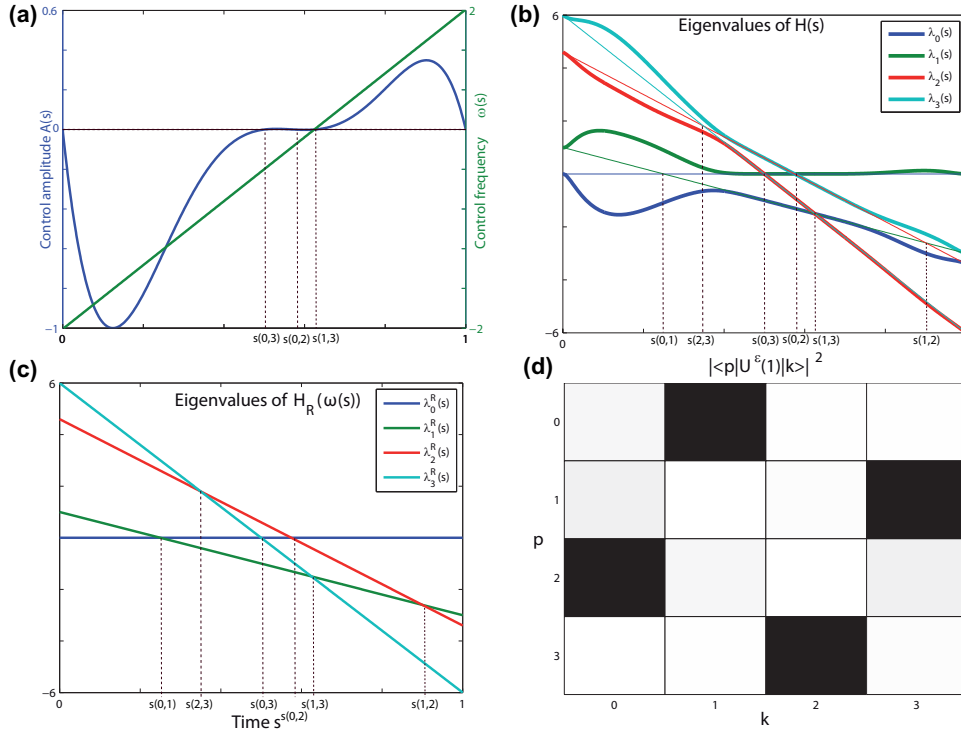 (a)
0.6
0
-1
Control amplitude A(s)
2
-2
Control frequency ω(s)
0
s(0,3)
s(0,2)
s(1,3)
1
(b)
Eigenvalues of H(s)
λ₀(s)
λ₁(s)
λ₂(s)
λ₃(s)
6
-6
0
s(0,1)
s(2,3)
s(0,3)
s(0,2)
s(1,3)
s(1,2)
(c)
Eigenvalues of H_R(ω(s))
λ₀ᴿ(s)
λ₁ᴿ(s)
λ₂ᴿ(s)
λ₃ᴿ(s)
6
-6
0
s(0,1)
s(2,3)
s(0,3)
s(1,3)
s(1,2)
1
Time s
s(0,2)
(d)
|<p|U^ε(1)|k>|²
0
1
2
3
p
0
1
2
3
k